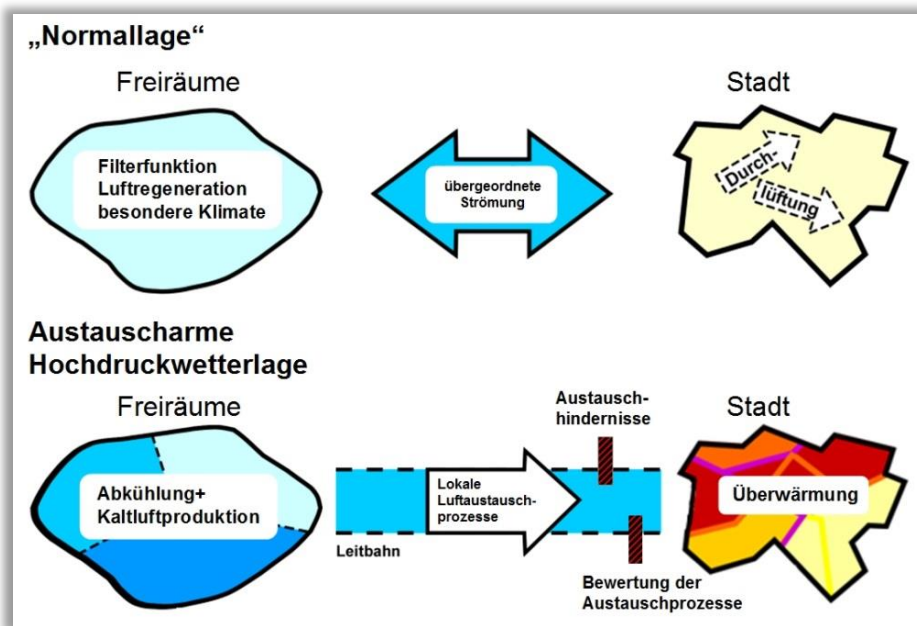 „Normallage“
Freiräume
Stadt
Filterfunktion
Luftregeneration
besondere Klimate
übergeordnete
Strömung
Durch-
lüftung
Austauscharme
Hochdruckwetterlage
Freiräume
Austausch-
hindernisse
Stadt
Abkühlung+
Kaltluftproduktion
Lokale
Luftaustausch-
prozesse
Überwärmung
Leitbahn
Bewertung der
Austauschprozesse